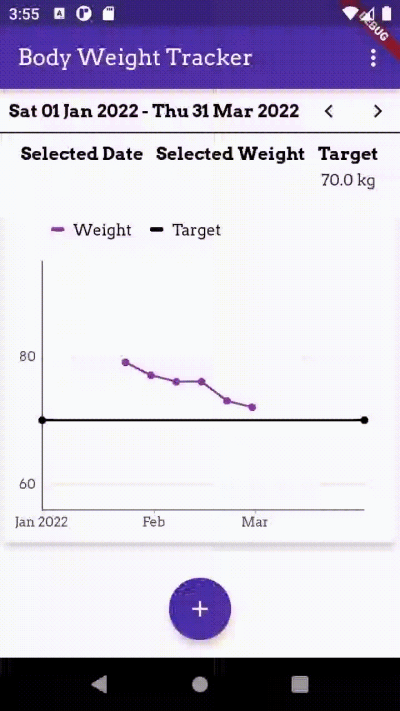 3:55
DEBUG
Body Weight Tracker
Sat 01 Jan 2022 - Thu 31 Mar 2022
Selected Date Selected Weight Target
70.0 kg
Weight Target
80
60
Jan 2022 Feb Mar